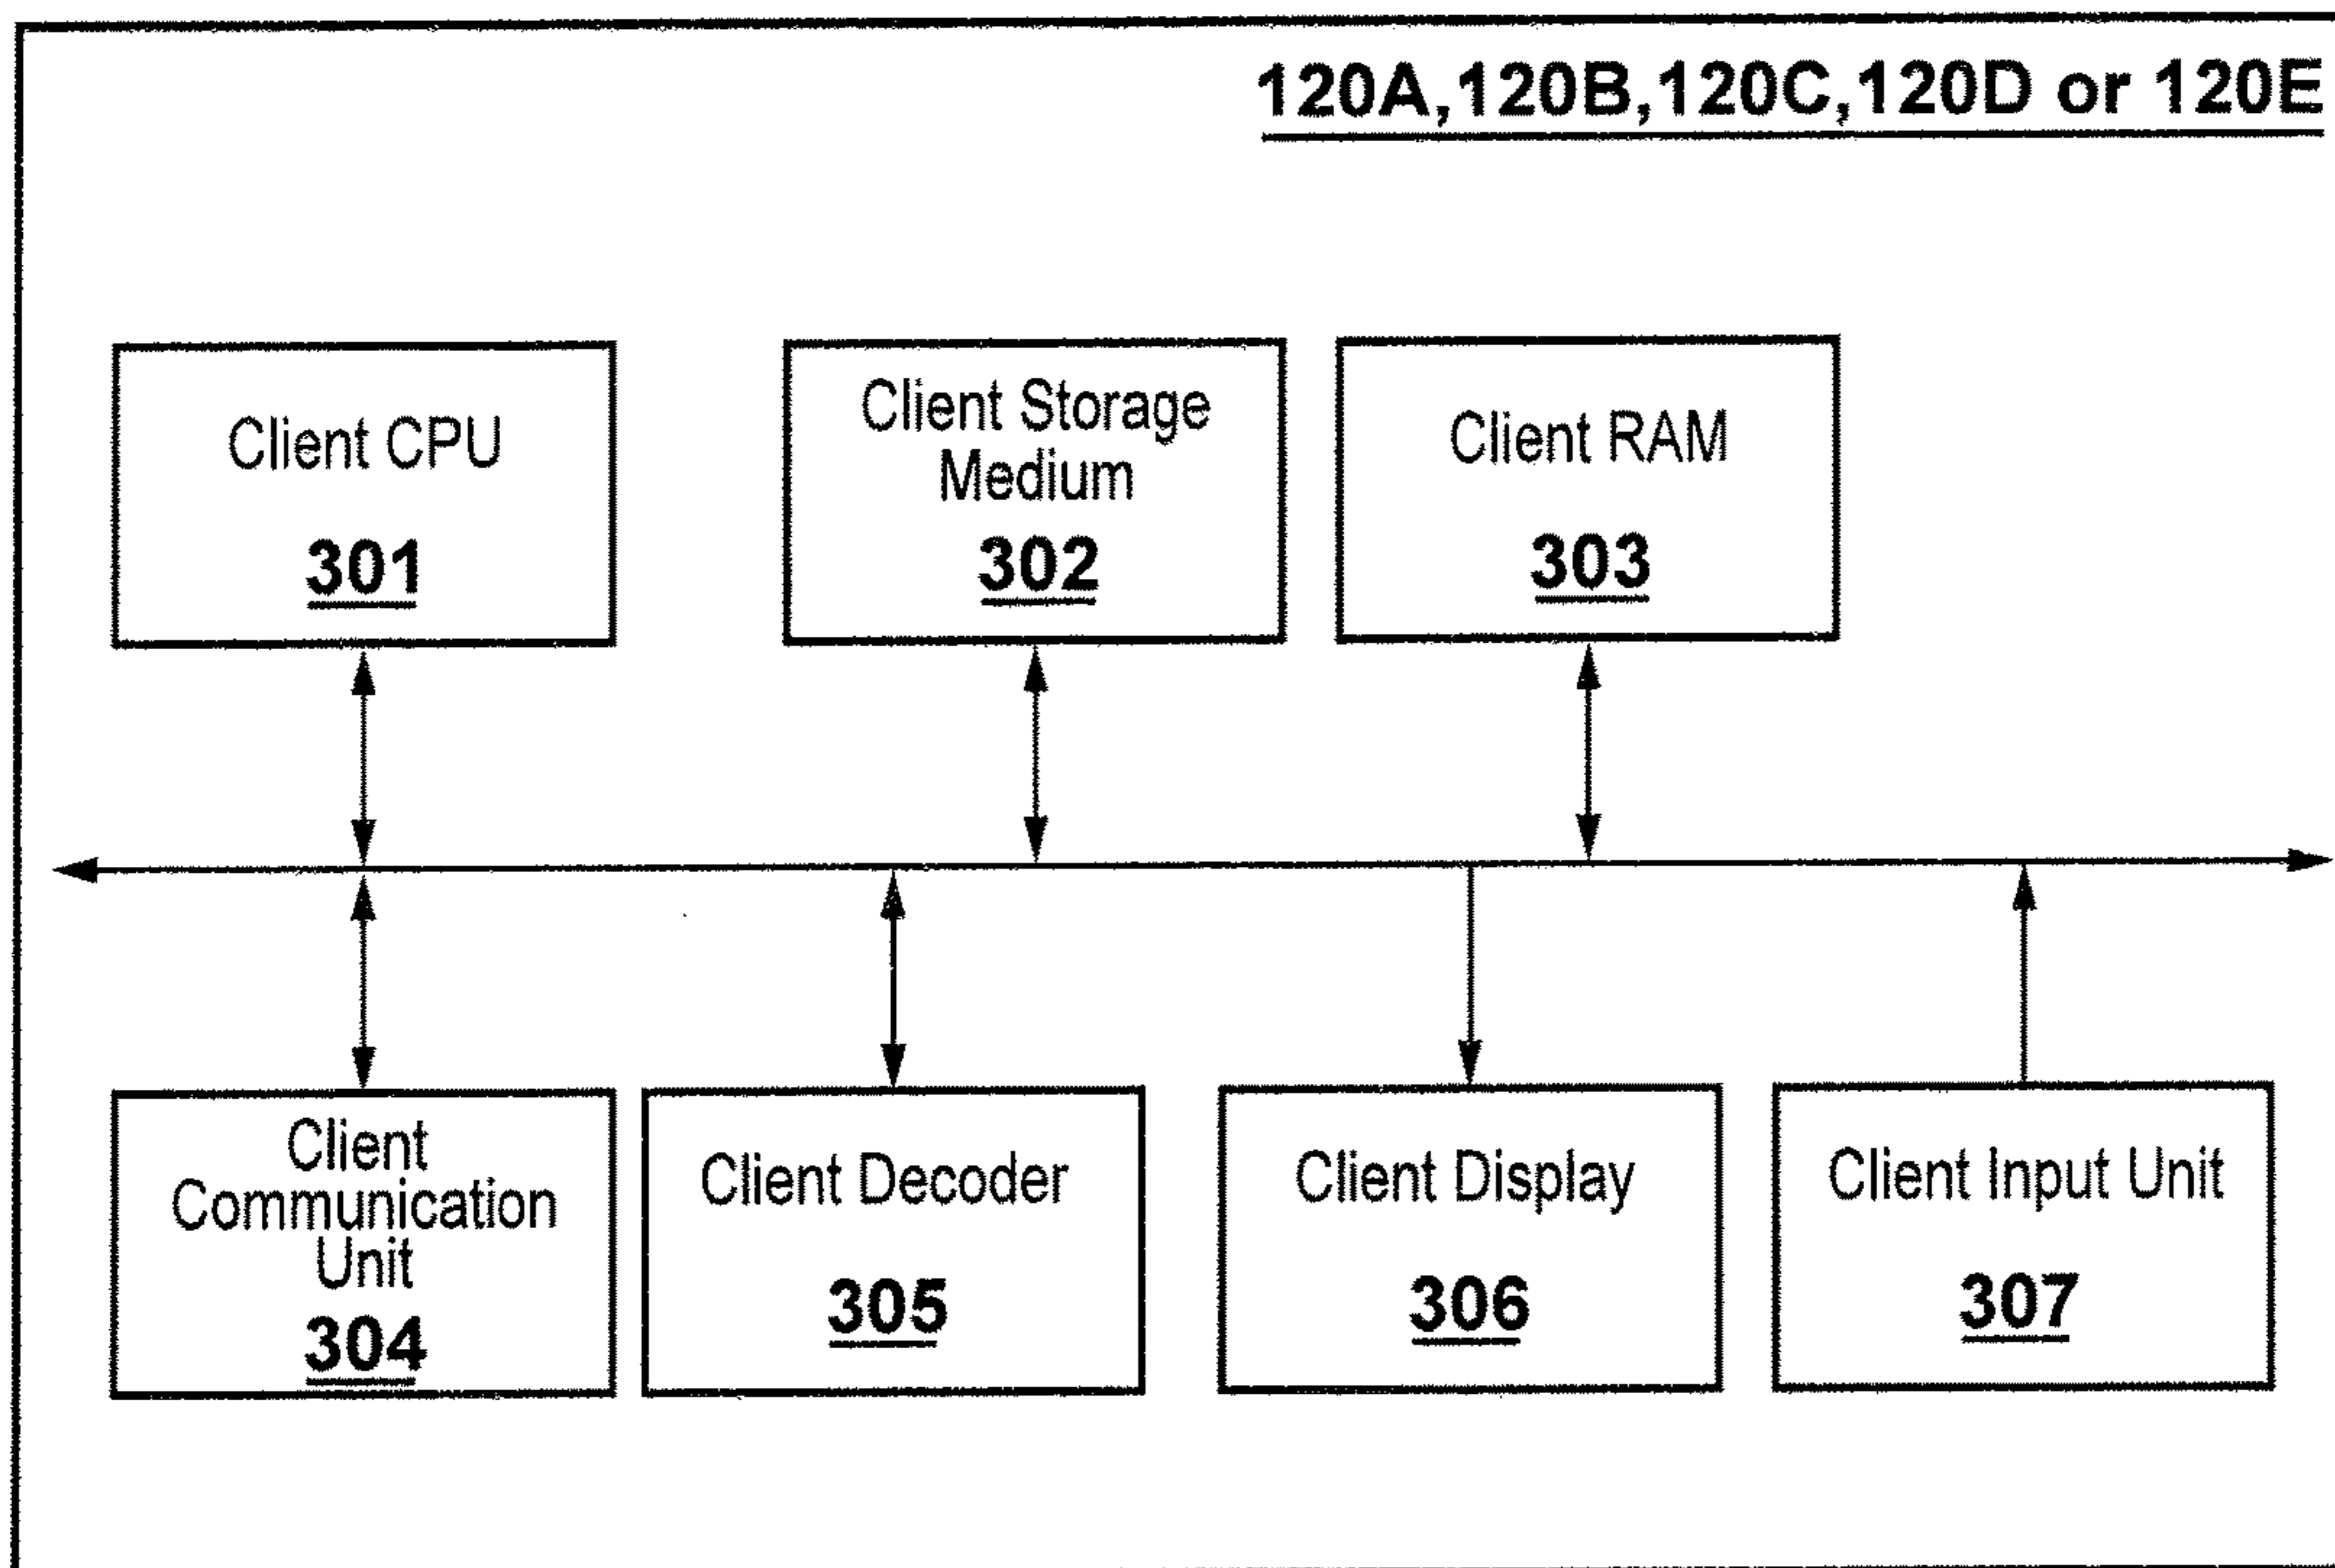 120A,120B,120C,120D or 120E
Client CPU
301
Client Storage
Medium
302
Client RAM
303
Client
Communication
Unit
304
Client Decoder
305
Client Display
306
Client Input Unit
307